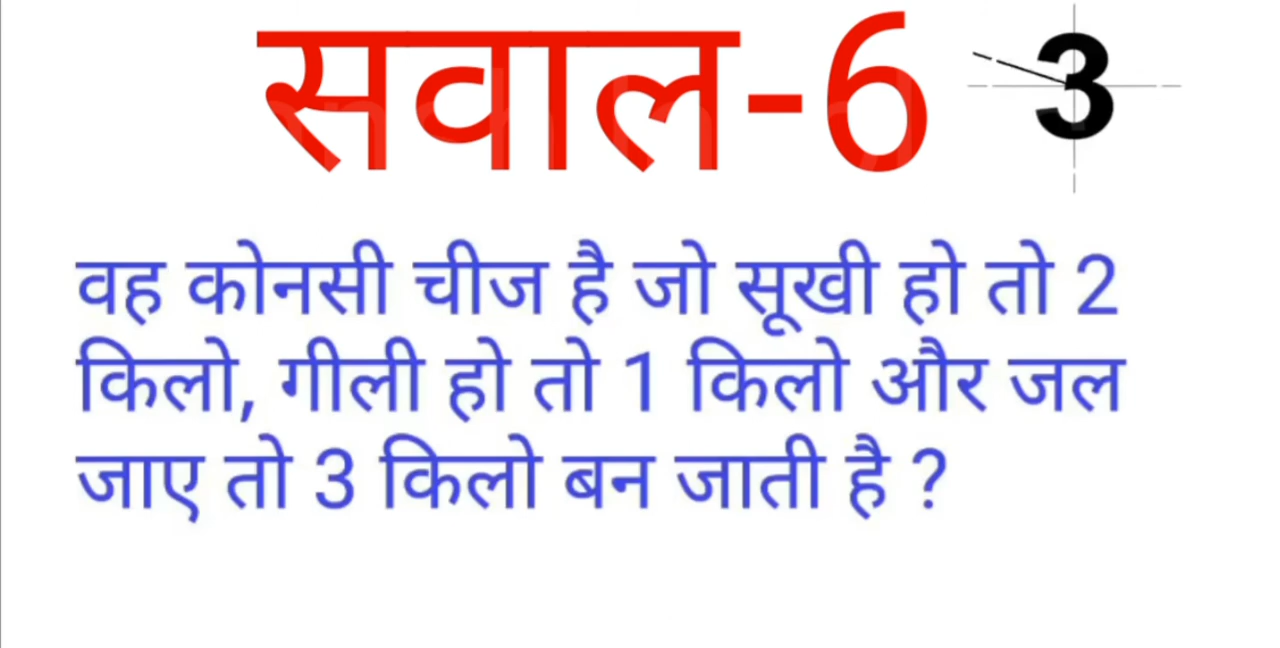 सवाल-6 3
वह कोनसी चीज है जो सूखी हो तो 2
किलो, गीली हो तो 1 किलो और जल
जाए तो 3 किलो बन जाती है ?